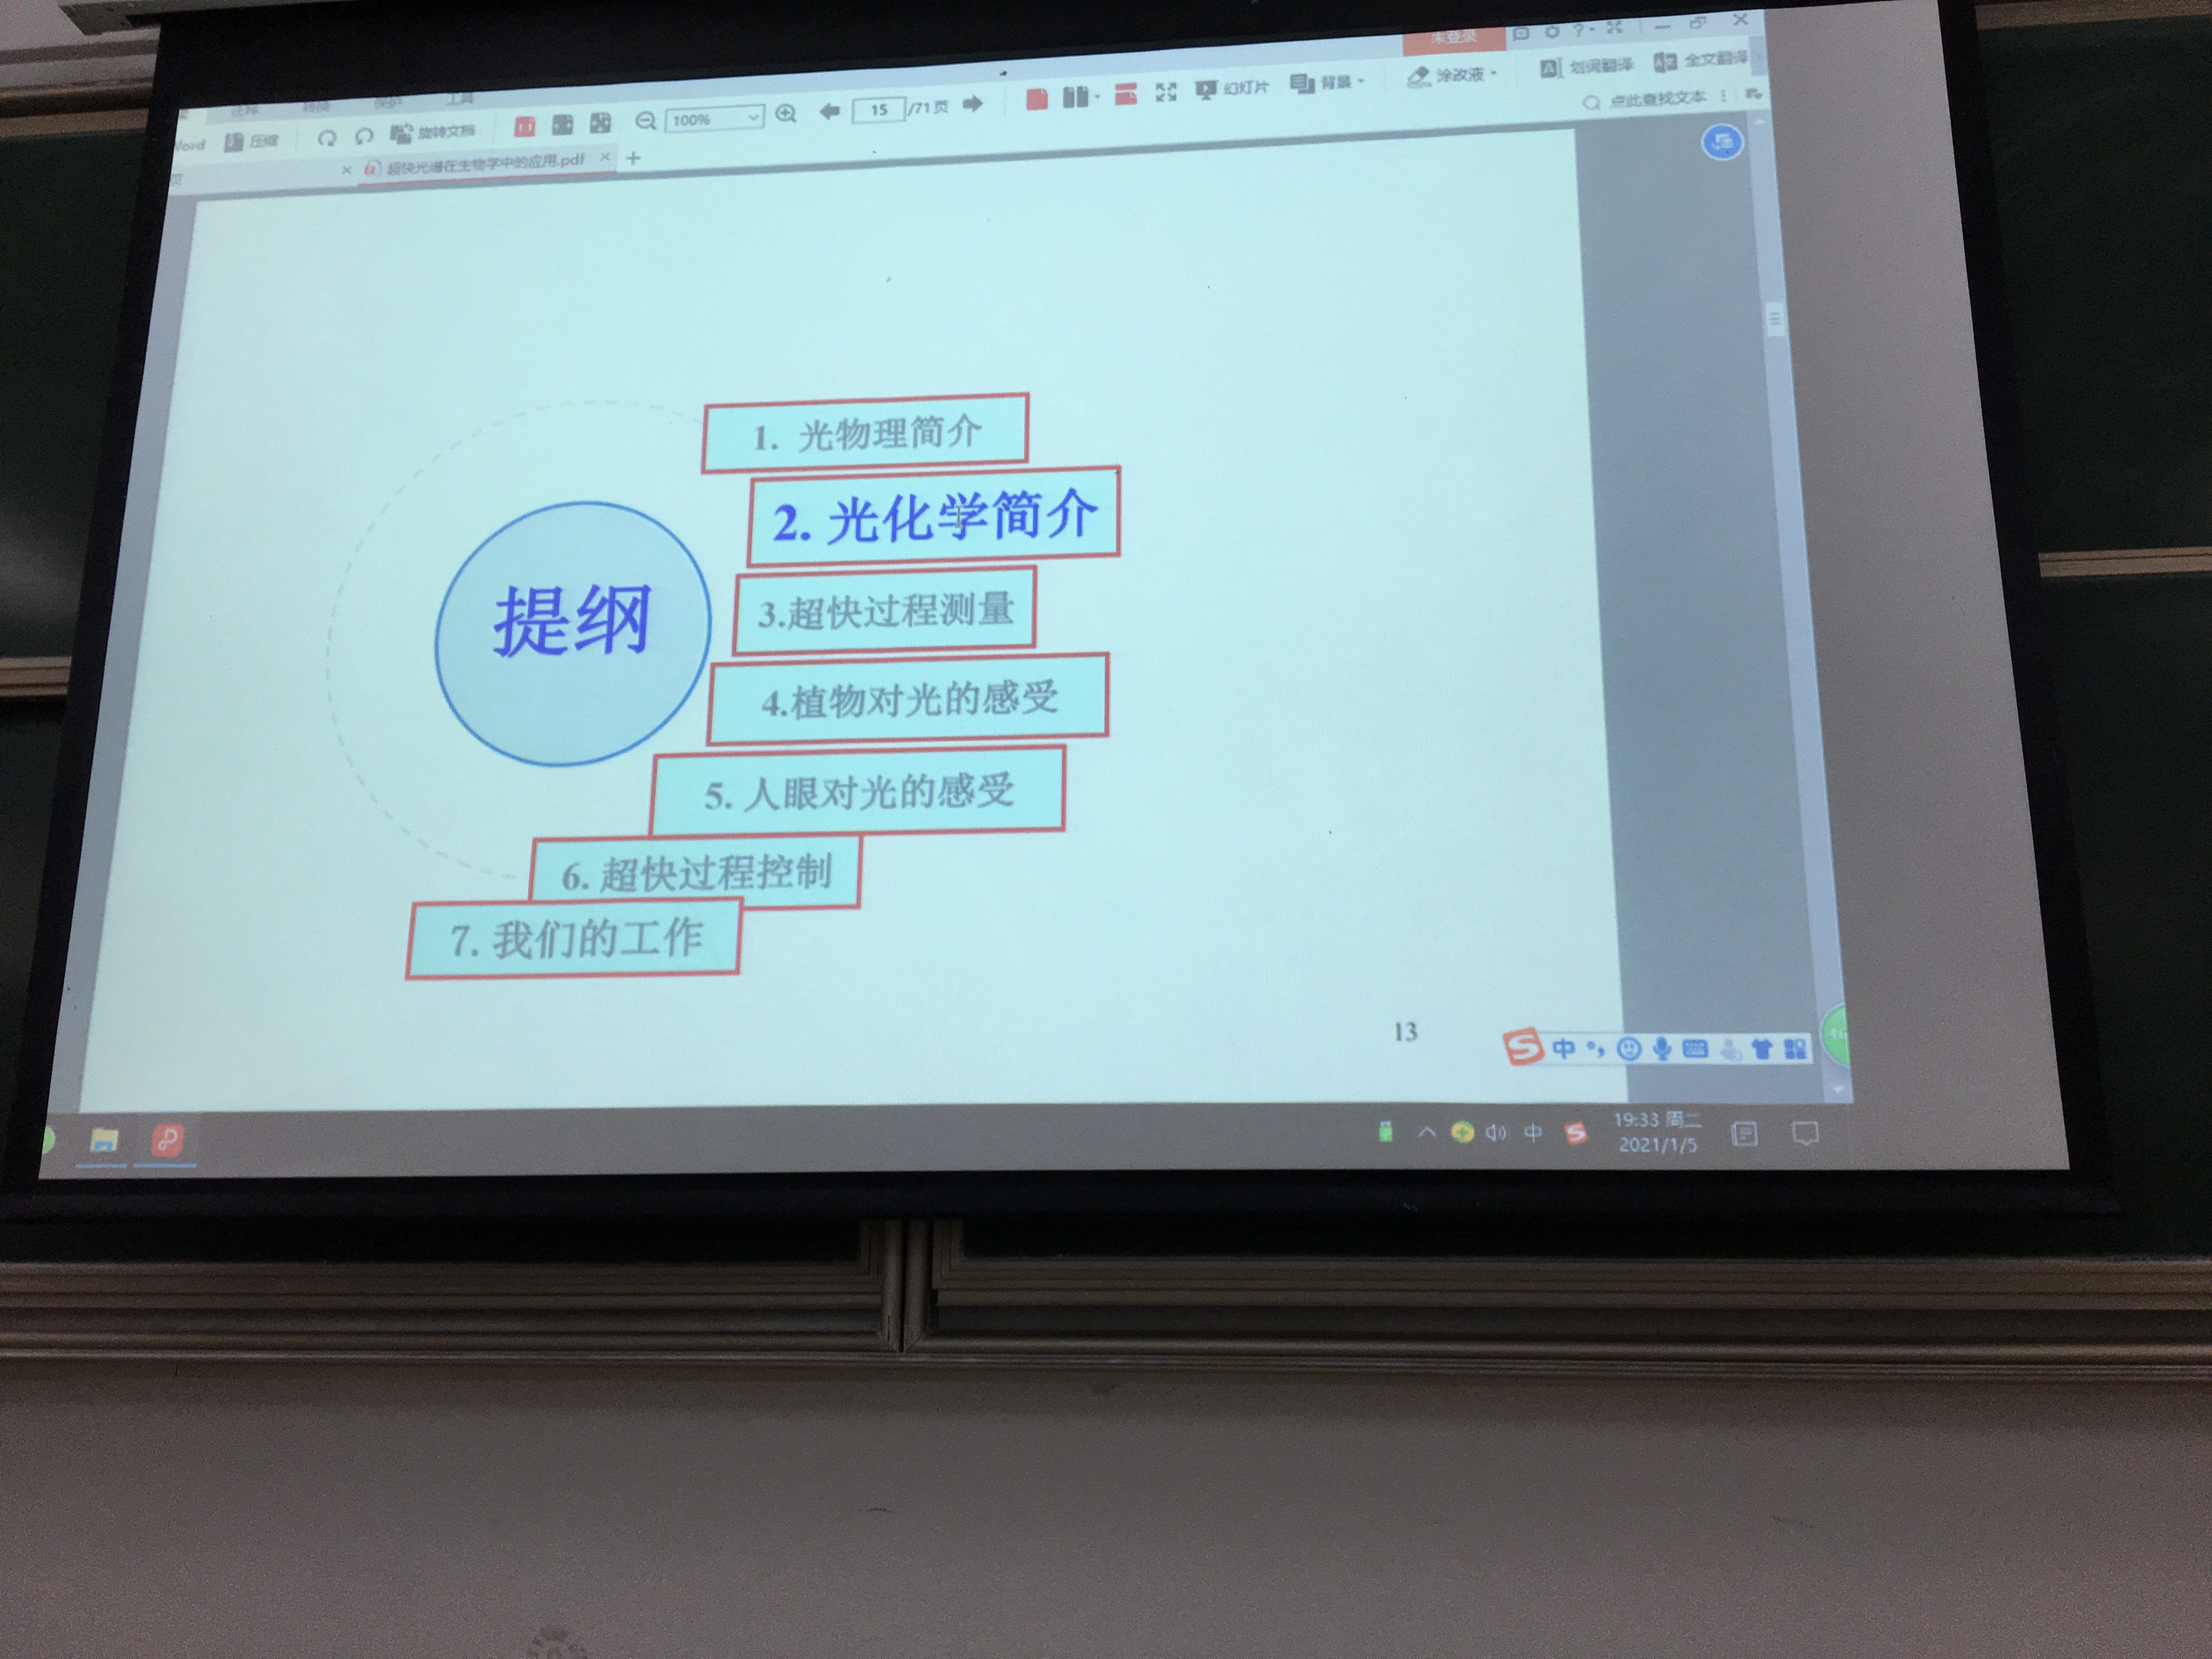 未登录
注释 转换 保护 工具
Word 压缩 旋转文档 1:1 100% 15 /71页 幻灯片 背景 涂改液 划词翻译 全文翻译
点此查找文本
页 超快光谱在生物学中的应用.pdf
1. 光物理简介
2. 光化学简介
提纲
3.超快过程测量
4.植物对光的感受
5. 人眼对光的感受
6. 超快过程控制
7. 我们的工作
13
中
中
19:33 周二
2021/1/5